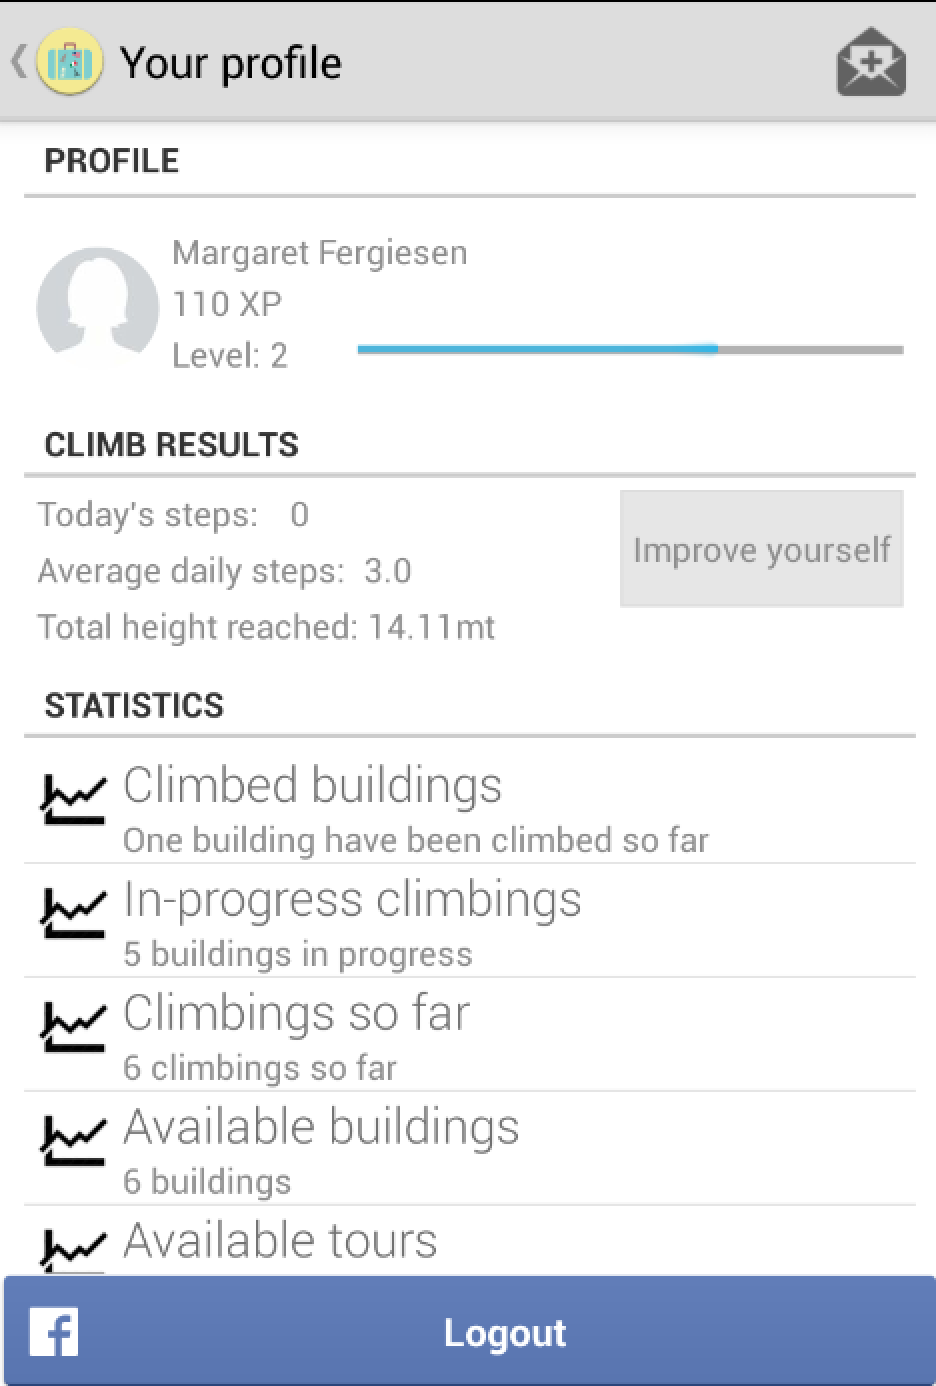 Your profile
PROFILE
Margaret Fergiesen
110 XP
Level: 2
CLIMB RESULTS
Today's steps: 0
Improve yourself
Average daily steps: 3.0
Total height reached: 14.11mt
STATISTICS
Climbed buildings
One building have been climbed so far
In-progress climbings
5 buildings in progress
Climbings so far
6 climbings so far
Available buildings
6 buildings
Available tours
f
Logout